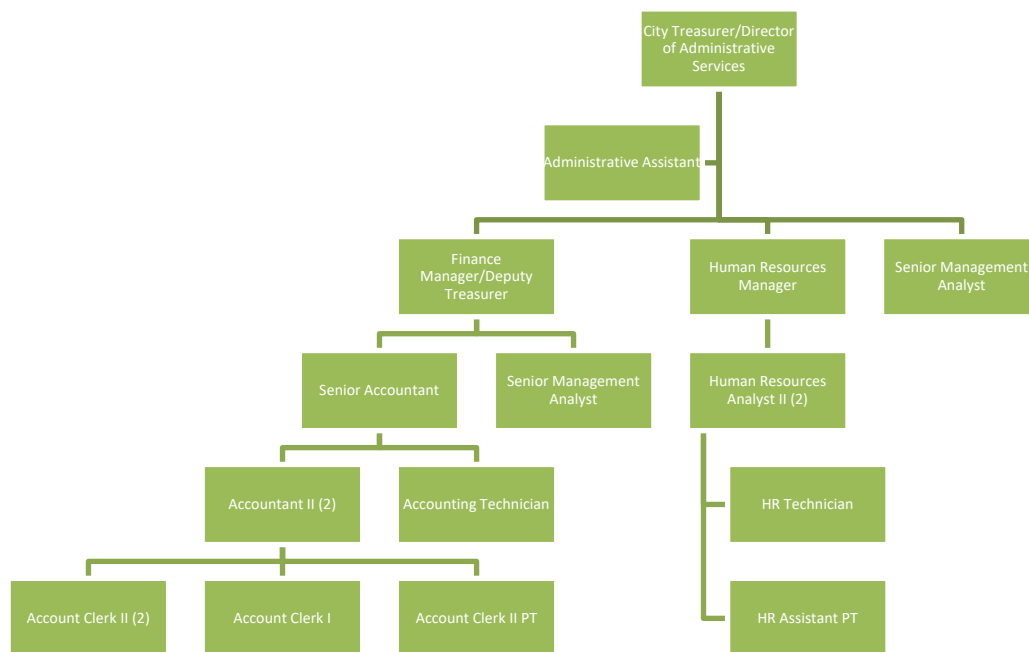 City Treasurer/Director
of Administrative
Services
Administrative Assistant
Finance
Manager/Deputy
Treasurer
Human Resources
Manager
Senior Management
Analyst
Senior Accountant
Senior Management
Analyst
Human Resources
Analyst II (2)
Accountant II (2)
Accounting Technician
HR Technician
Account Clerk II (2)
Account Clerk I
Account Clerk II PT
HR Assistant PT